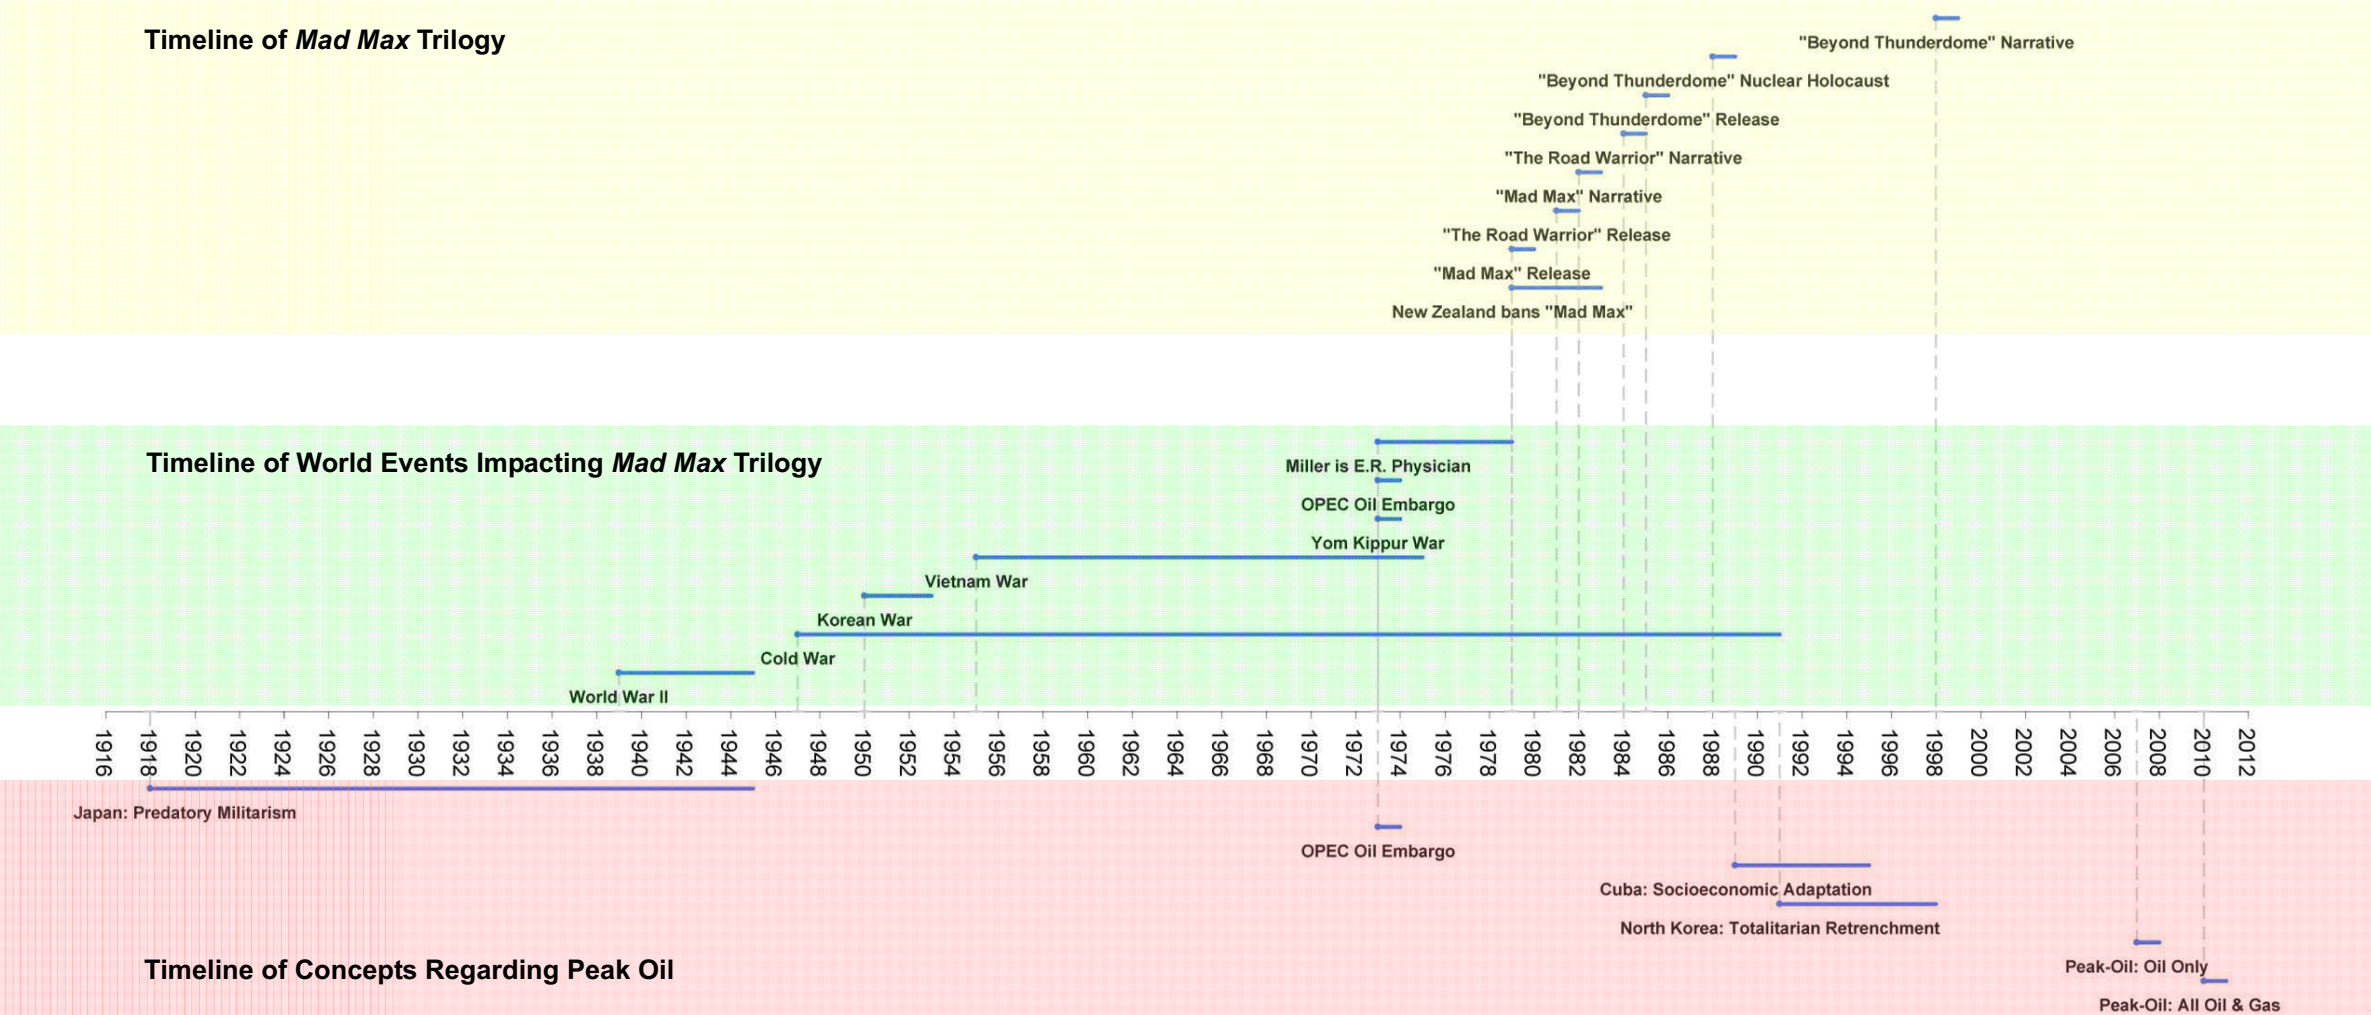 Timeline of Mad Max Trilogy
"Beyond Thunderdome" Narrative
"Beyond Thunderdome" Nuclear Holocaust
"Beyond Thunderdome" Release
"The Road Warrior" Narrative
"Mad Max" Narrative
"The Road Warrior" Release
"Mad Max" Release
New Zealand bans "Mad Max"
Timeline of World Events Impacting Mad Max Trilogy
Miller is E.R. Physician
OPEC Oil Embargo
Yom Kippur War
Vietnam War
Korean War
Cold War
World War II
1916 1918 1920 1922 1924 1926 1928 1930 1932 1934 1936 1938 1940 1942 1944 1946 1948 1950 1952 1954 1956 1958 1960 1962 1964 1966 1968 1970 1972 1974 1976 1978 1980 1982 1984 1986 1988 1990 1992 1994 1996 1998 2000 2002 2004 2006 2008 2010 2012
Japan: Predatory Militarism
OPEC Oil Embargo
Cuba: Socioeconomic Adaptation
North Korea: Totalitarian Retrenchment
Timeline of Concepts Regarding Peak Oil
Peak-Oil: Oil Only
Peak-Oil: All Oil & Gas